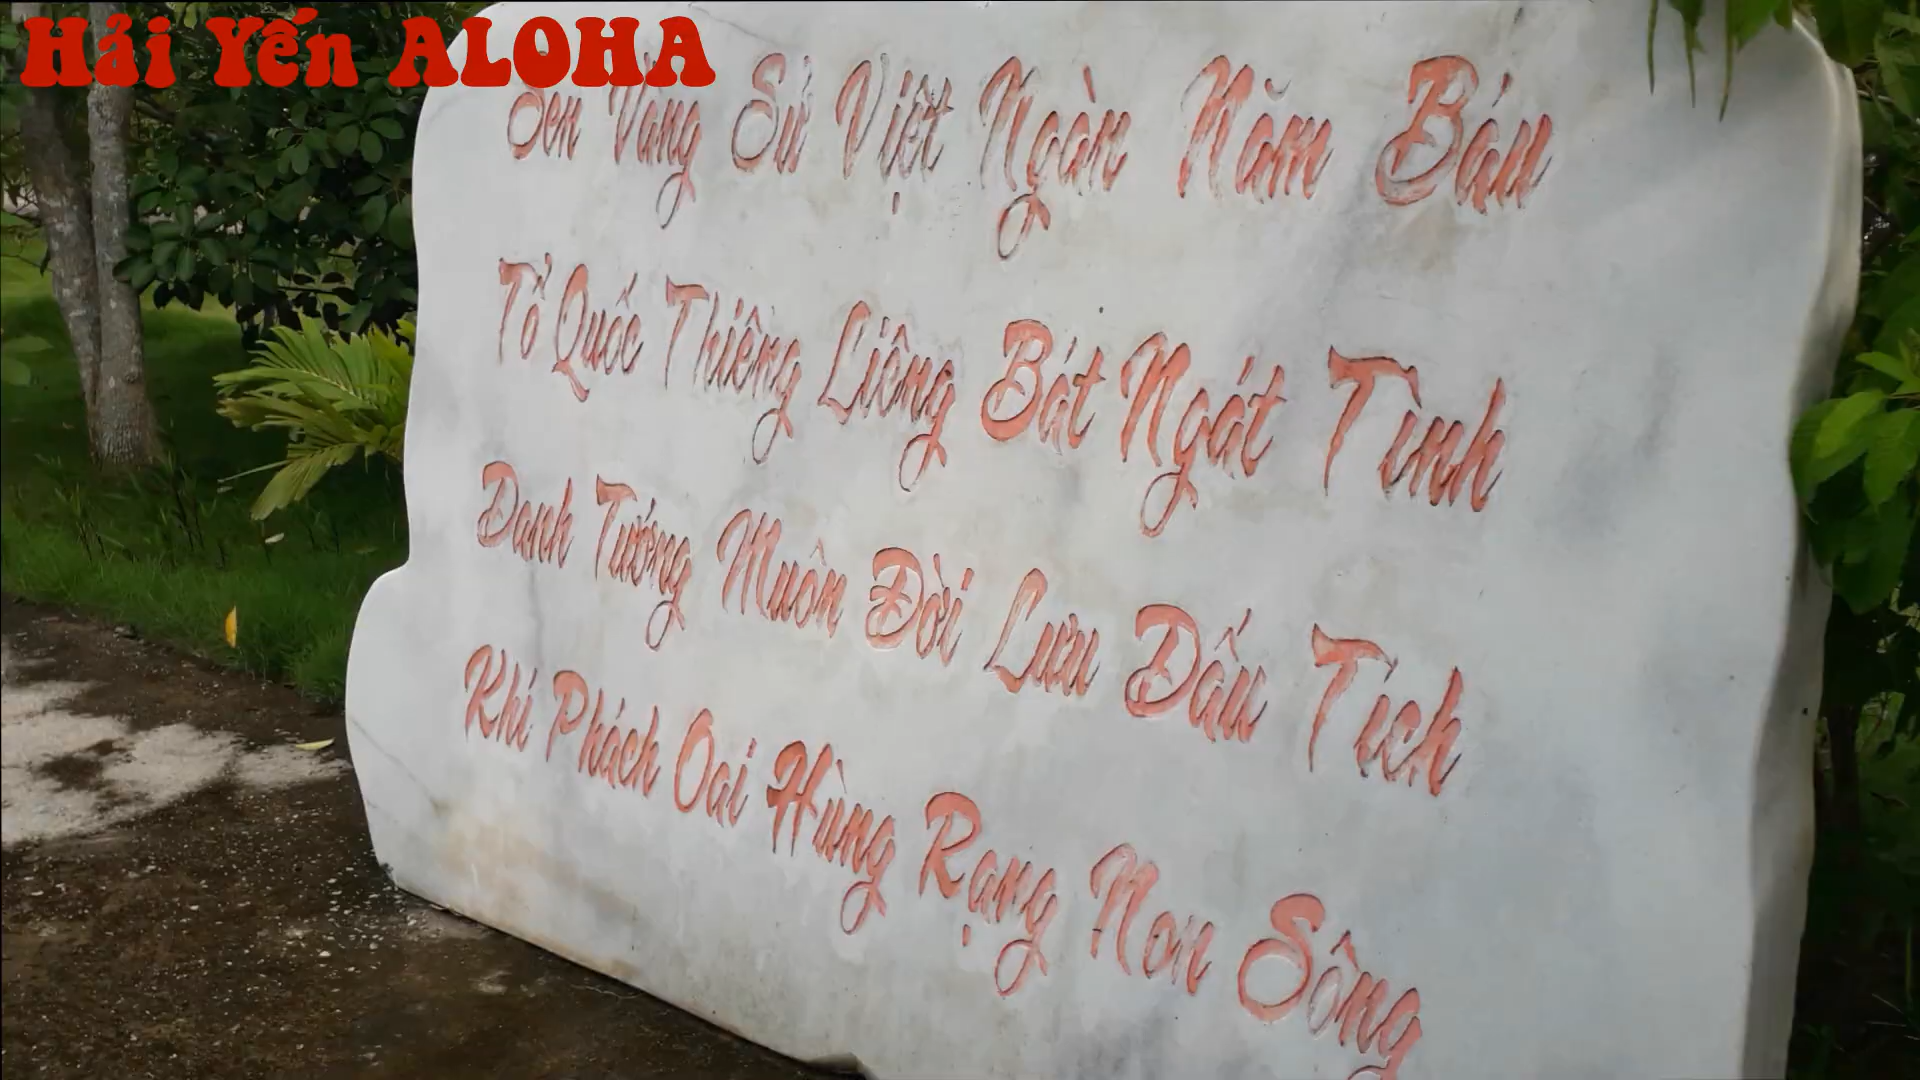 Hải Yến ALOHA
Sen Vàng Sử Việt Ngàn Năm Báu
Tổ Quốc Thiêng Liêng Bát Ngát Tình
Danh Tướng Muôn Đời Lưu Dấu Tích
Khí Phách Oai Hùng Rạng Non Sông